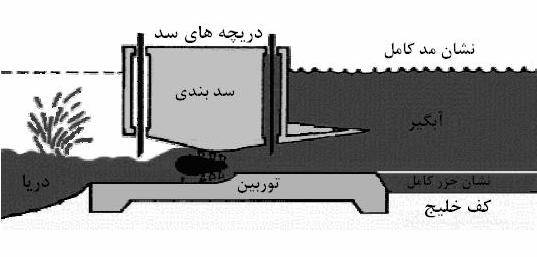 دریچه های سد
نشان مد کامل
سد بندی
آبگیر
دریا
توربین
نشان جزر کامل
کف خلیج